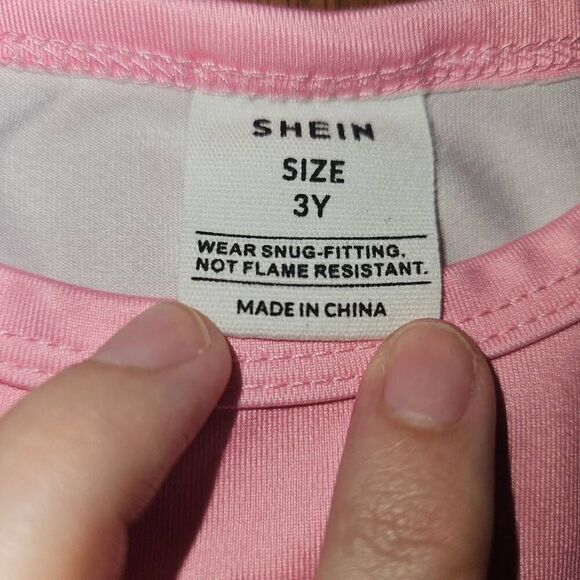 SHEIN
SIZE
3Y
WEAR SNUG-FITTING,
NOT FLAME RESISTANT.
MADE IN CHINA